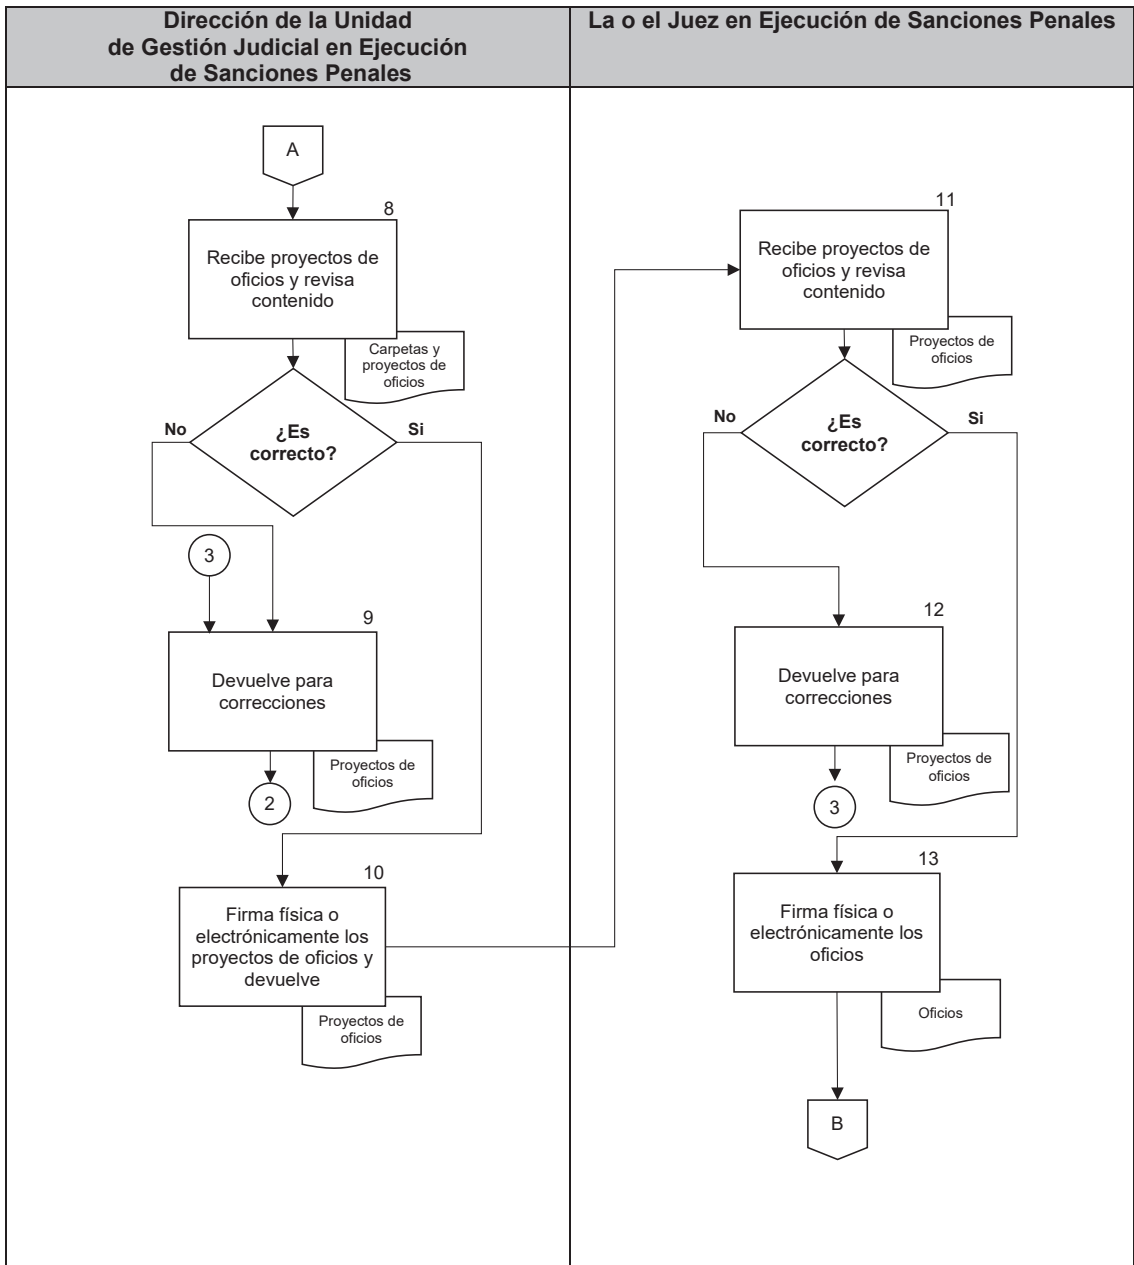 Dirección de la Unidad
de Gestión Judicial en Ejecución
de Sanciones Penales
La o el Juez en Ejecución de Sanciones Penales
A
8
Recibe proyectos de
oficios y revisa
contenido
Carpetas y
proyectos de
oficios
No
¿Es
correcto?
Si
3
9
Devuelve para
correcciones
Proyectos de
oficios
2
10
Firma física o
electrónicamente los
proyectos de oficios y
devuelve
Proyectos de
oficios
11
Recibe proyectos de
oficios y revisa
contenido
Proyectos de
oficios
No
¿Es
correcto?
Si
12
Devuelve para
correcciones
Proyectos de
oficios
3
13
Firma física o
electrónicamente los
oficios
Oficios
B